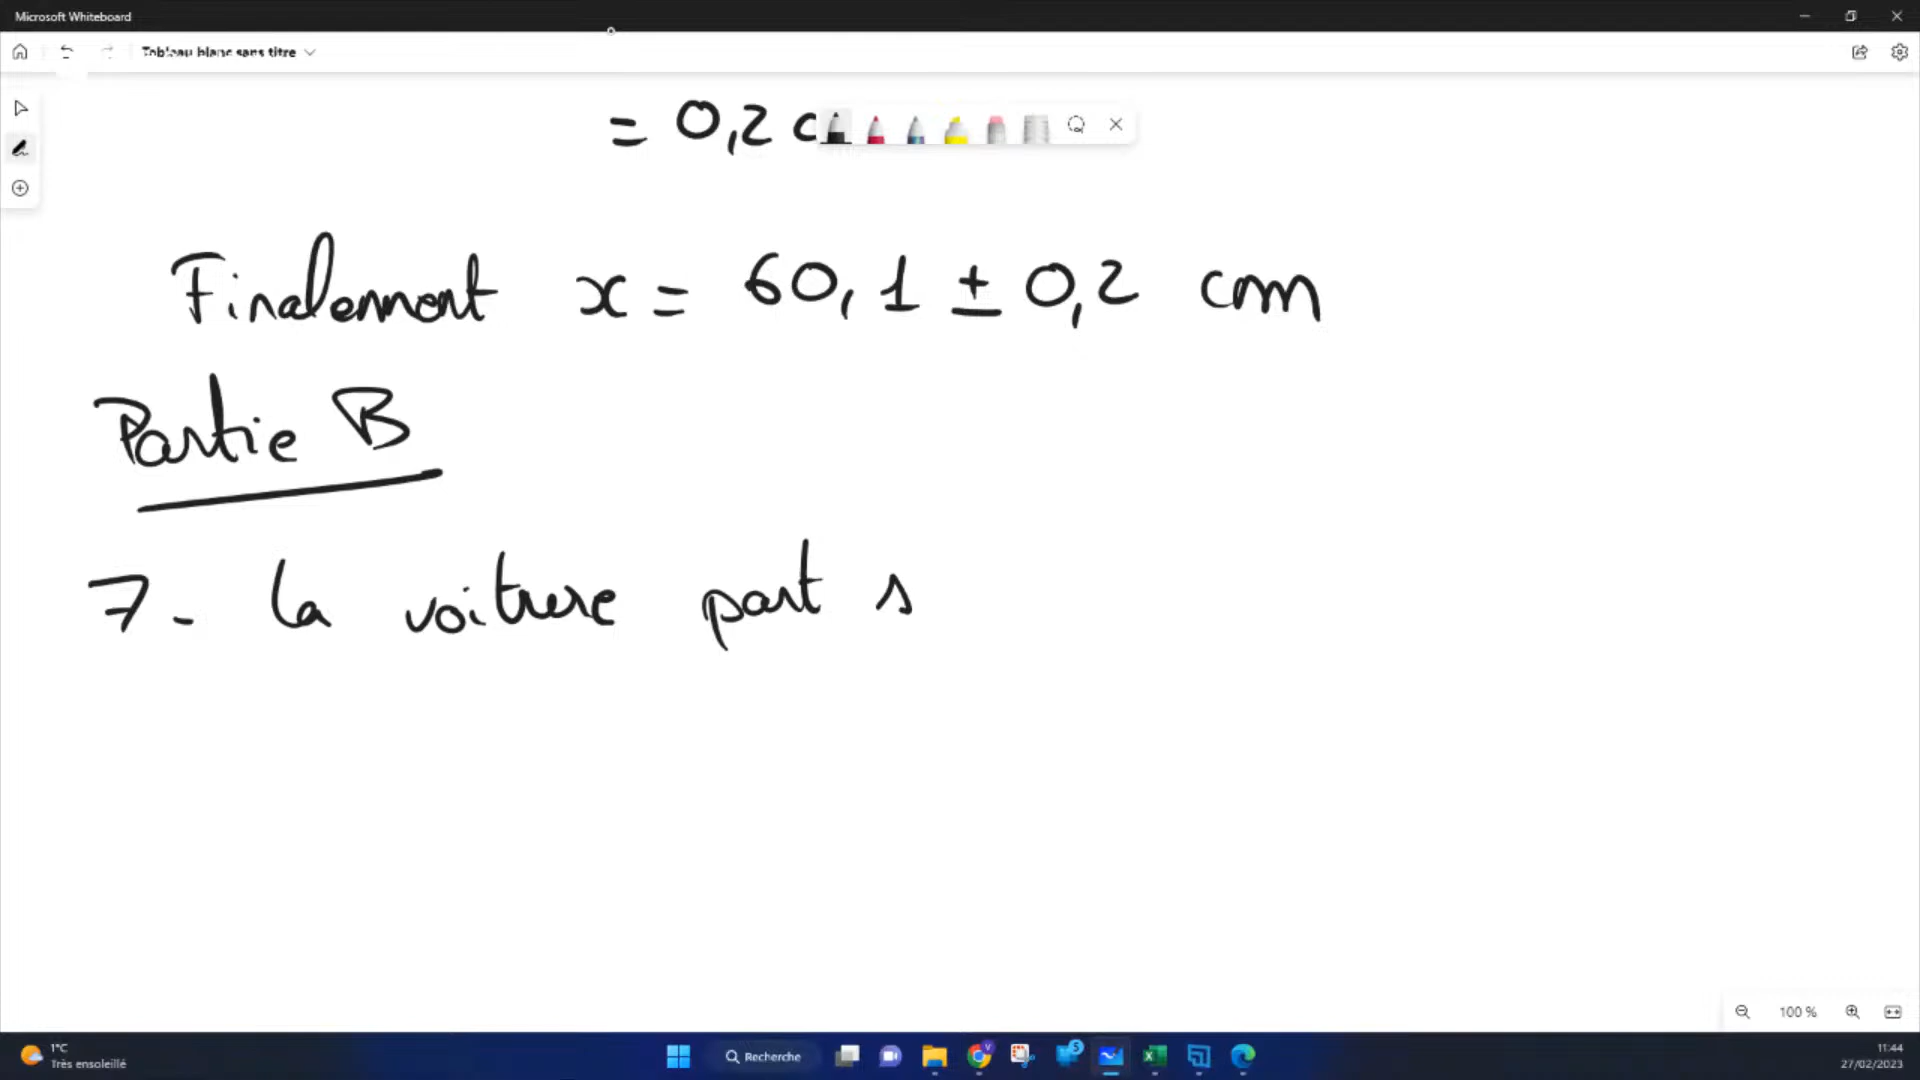 Microsoft Whiteboard
Tableau blanc sans titre
= 0,2 c
Finalement x = 60,1 ± 0,2 cm
Partie B
7- la voiture part s
100 %
1°C
Très ensoleillé
Recherche
5
11:44
27/02/2023